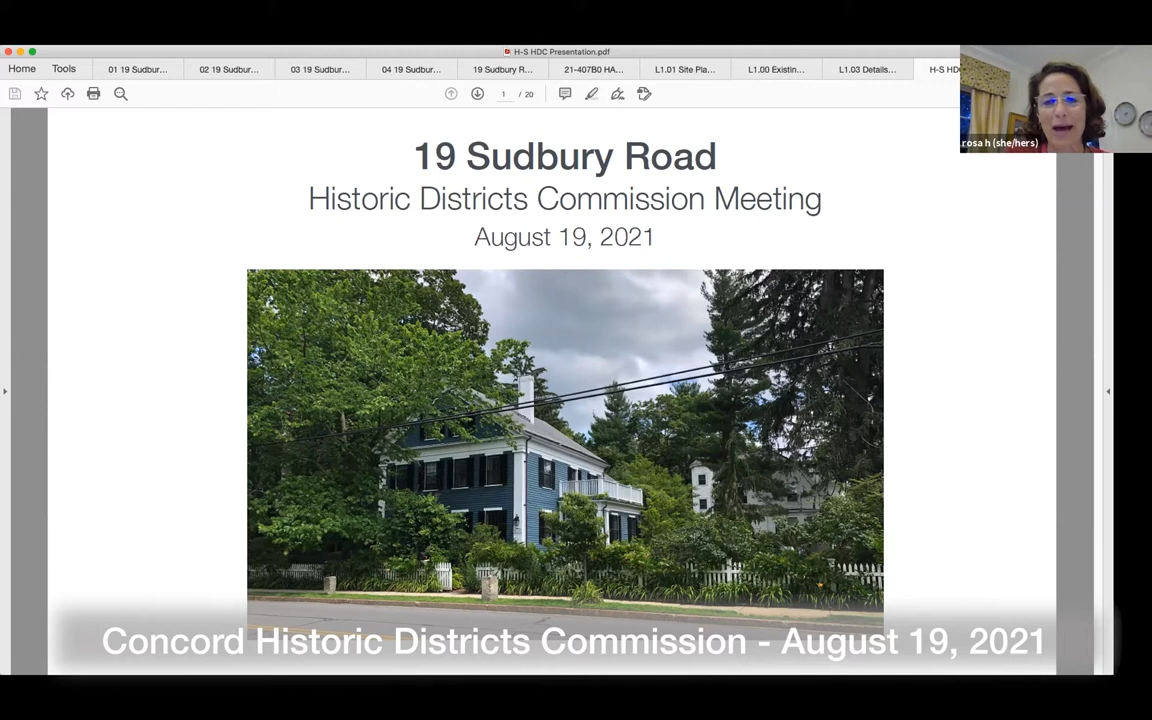 H-S HDC Presentation.pdf
Home
Tools
01 19 Sudbur...
02 19 Sudbur...
03 19 Sudbur...
04 19 Sudbur...
19 Sudbury R...
21-407B0 HA...
L1.01 Site Pla...
L1.00 Existin...
L1.03 Details...
H-S HD
1 / 20
rosa h (she/hers)
19 Sudbury Road
Historic Districts Commission Meeting
August 19, 2021
Concord Historic Districts Commission - August 19, 2021